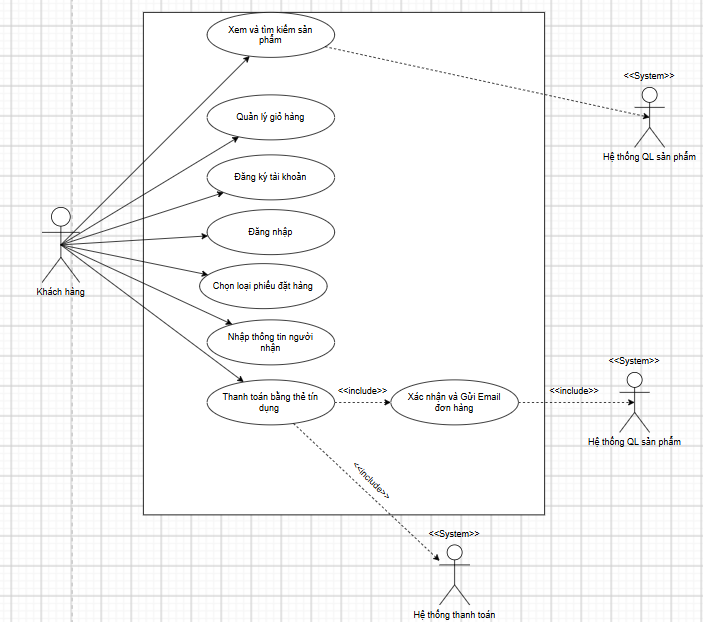 Xem và tìm kiếm sản
phẩm
<<System>>
Quản lý giỏ hàng
Hệ thống QL sản phẩm
Đăng ký tài khoản
Đăng nhập
Khách hàng
Chọn loại phiếu đặt hàng
Nhập thông tin người
nhận
<<System>>
Thanh toán bằng thẻ tín
dụng
<<include>>
Xác nhận và Gửi Email
đơn hàng
<<include>>
Hệ thống QL sản phẩm
<<include>>
<<System>>
Hệ thống thanh toán